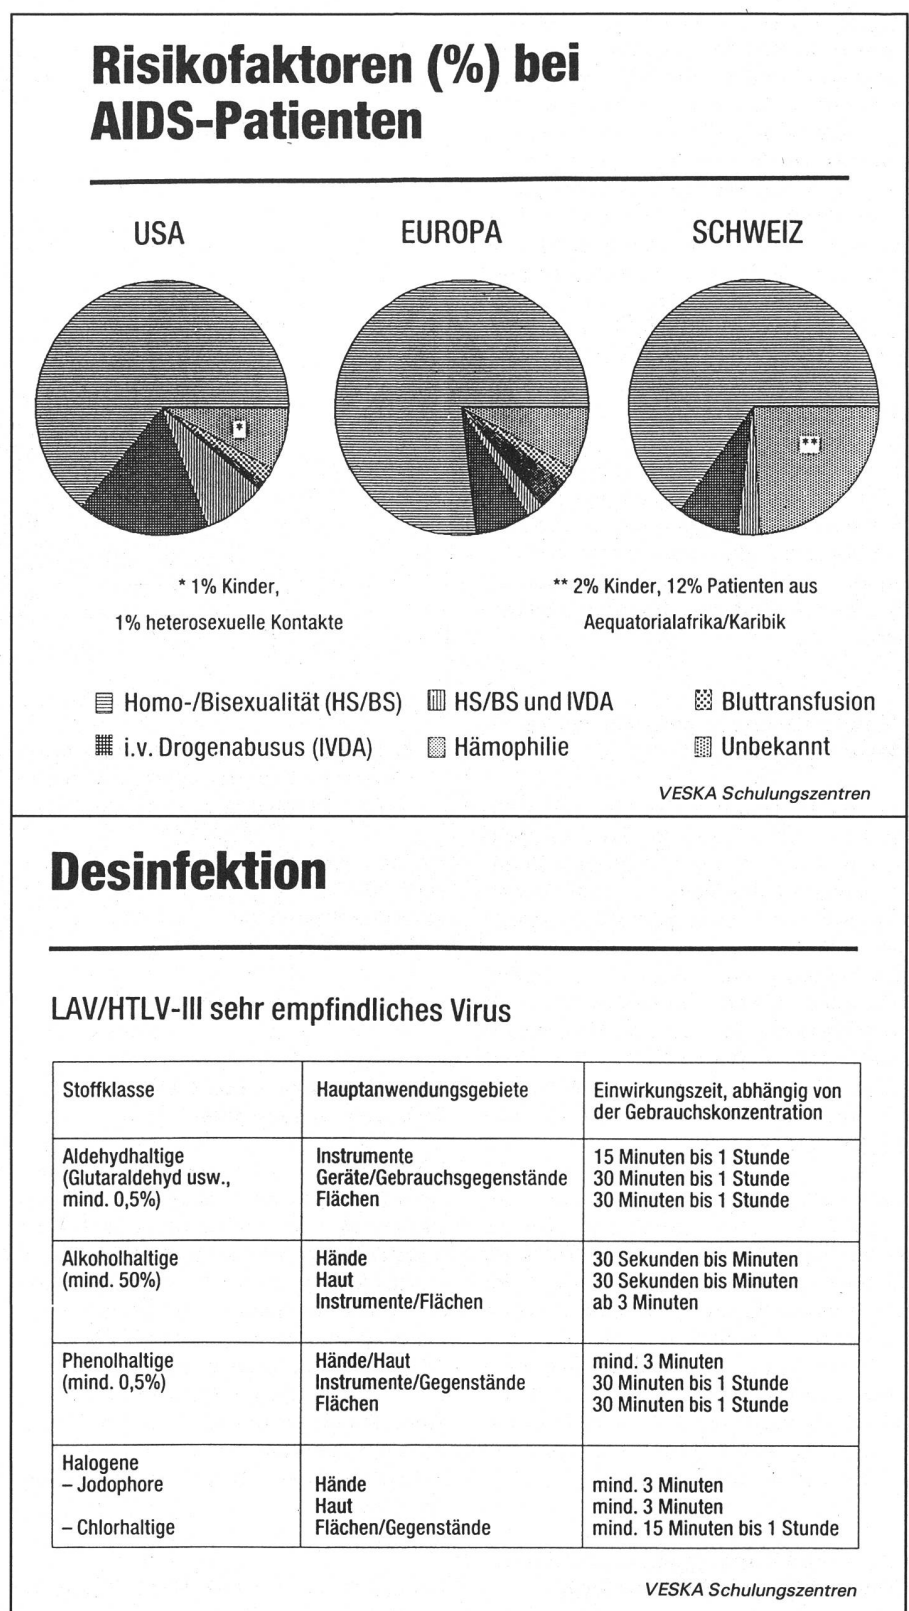 Risikofaktoren (%) bei
AIDS-Patienten
USA
EUROPA
SCHWEIZ
*
**
* 1% Kinder,
1% heterosexuelle Kontakte
** 2% Kinder, 12% Patienten aus
Aequatorialafrika/Karibik
Homo-/Bisexualität (HS/BS)
HS/BS und IVDA
Bluttransfusion
i.v. Drogenabusus (IVDA)
Hämophilie
Unbekannt
VESKA Schulungszentren
Desinfektion
LAV/HTLV-III sehr empfindliches Virus
Stoffklasse
Hauptanwendungsgebiete
Einwirkungszeit, abhängig von
der Gebrauchskonzentration
Aldehydhaltige
(Glutaraldehyd usw.,
mind. 0,5%)
Instrumente
Geräte/Gebrauchsgegenstände
Flächen
15 Minuten bis 1 Stunde
30 Minuten bis 1 Stunde
30 Minuten bis 1 Stunde
Alkoholhaltige
(mind. 50%)
Hände
Haut
Instrumente/Flächen
30 Sekunden bis Minuten
30 Sekunden bis Minuten
ab 3 Minuten
Phenolhaltige
(mind. 0,5%)
Hände/Haut
Instrumente/Gegenstände
Flächen
mind. 3 Minuten
30 Minuten bis 1 Stunde
30 Minuten bis 1 Stunde
Halogene
– Jodophore
– Chlorhaltige
Hände
Haut
Flächen/Gegenstände
mind. 3 Minuten
mind. 3 Minuten
mind. 15 Minuten bis 1 Stunde
VESKA Schulungszentren